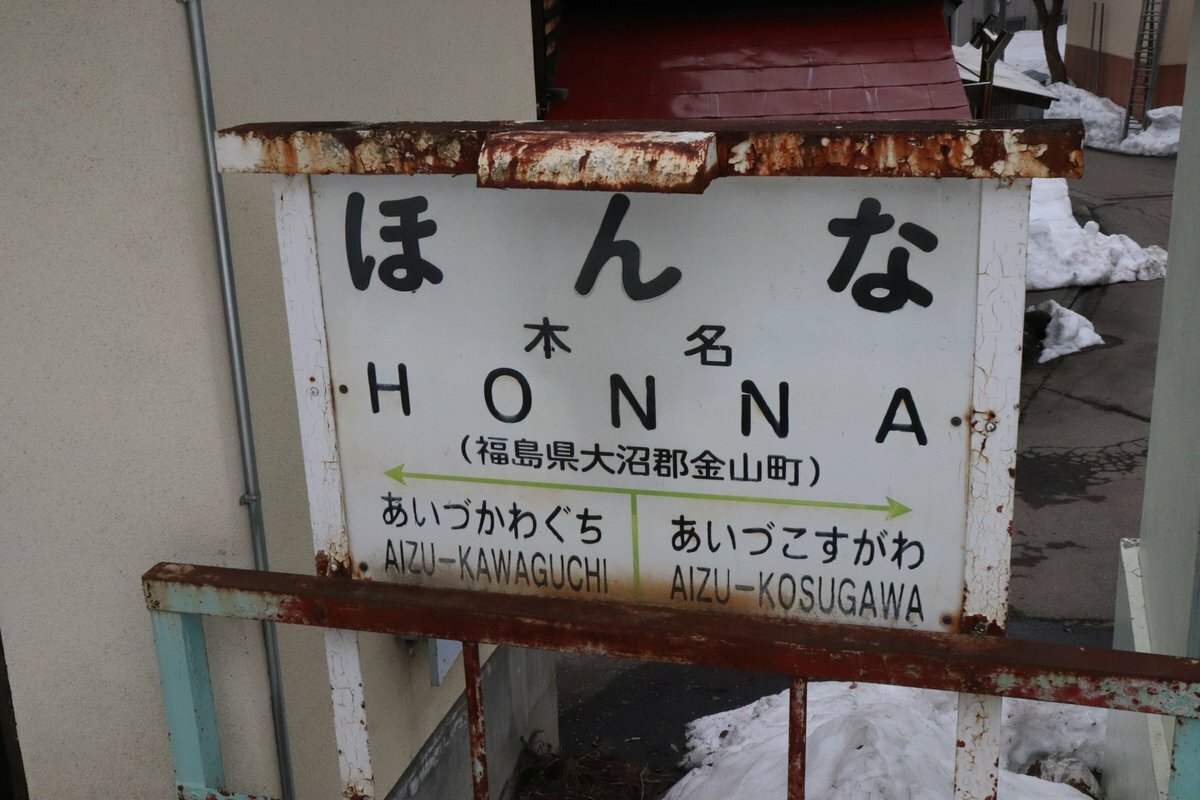 ほんな
本名
HONNA
(福島県大沼郡金山町)
あいづかわぐち
AIZU-KAWAGUCHI
あいづこすがわ
AIZU-KOSUGAWA